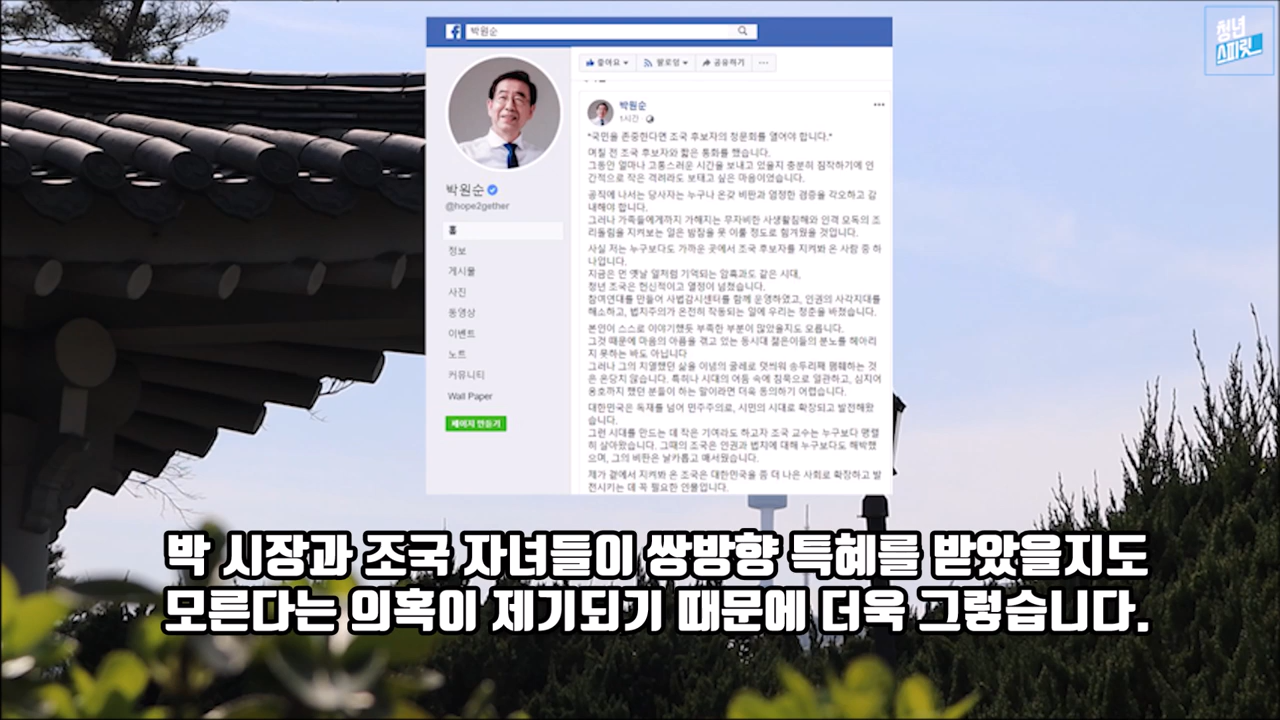 청년
스피릿
박원순
좋아요
팔로잉
공유하기
박원순
1시간
"국민을 존중한다면 조국 후보자의 청문회를 열어야 합니다."
며칠 전 조국 후보자와 짧은 통화를 했습니다.
그동안 얼마나 고통스러운 시간을 보내고 있을지 충분히 짐작하기에 인
간적으로 작은 격려라도 보태고 싶은 마음이었습니다.
공직에 나서는 당사자는 누구나 온갖 비판과 엄정한 검증을 각오하고 감
내해야 합니다.
그러나 가족들에게까지 가해지는 무자비한 사생활침해와 인격 모독의 조
리돌림을 지켜보는 일은 밤잠을 못 이룰 정도로 힘겨웠을 것입니다.
사실 저는 누구보다도 가까운 곳에서 조국 후보자를 지켜봐 온 사람 중 하
나입니다.
지금은 먼 옛날 일처럼 기억되는 암흑과도 같은 시대,
청년 조국은 헌신적이고 열정이 넘쳤습니다.
참여연대를 만들어 사법감시센터를 함께 운영하였고, 인권의 사각지대를
해소하고, 법치주의가 온전히 작동되는 일에 우리는 청춘을 바쳤습니다.
본인이 스스로 이야기했듯 부족한 부분이 많았을지도 모릅니다.
그것 때문에 마음의 아픔을 겪고 있는 동시대 젊은이들의 분노를 헤아리
지 못하는 바도 아닙니다
그러나 그의 치열했던 삶을 이념의 굴레로 덧씌워 송두리째 폄훼하는 것
은 온당치 않습니다. 특히나 시대의 어둠 속에 침묵으로 일관하고, 심지어
옹호까지 했던 분들이 하는 말이라면 더욱 동의하기 어렵습니다.
대한민국은 독재를 넘어 민주주의로, 시민의 시대로 확장되고 발전해왔
습니다.
그런 시대를 만드는 데 작은 기여라도 하고자 조국 교수는 누구보다 맹렬
히 살아왔습니다. 그때의 조국은 인권과 법치에 대해 누구보다도 해박했
으며, 그의 비판은 날카롭고 매서웠습니다.
제가 곁에서 지켜봐 온 조국은 대한민국을 좀 더 나은 사회로 확장하고 발
전시키는 데 꼭 필요한 인물입니다.
박원순
@hope2gether
홈
정보
게시물
사진
동영상
이벤트
노트
커뮤니티
Wall Paper
페이지 만들기
박 시장과 조국 자녀들이 쌍방향 특혜를 받았을지도
모른다는 의혹이 제기되기 때문에 더욱 그렇습니다.